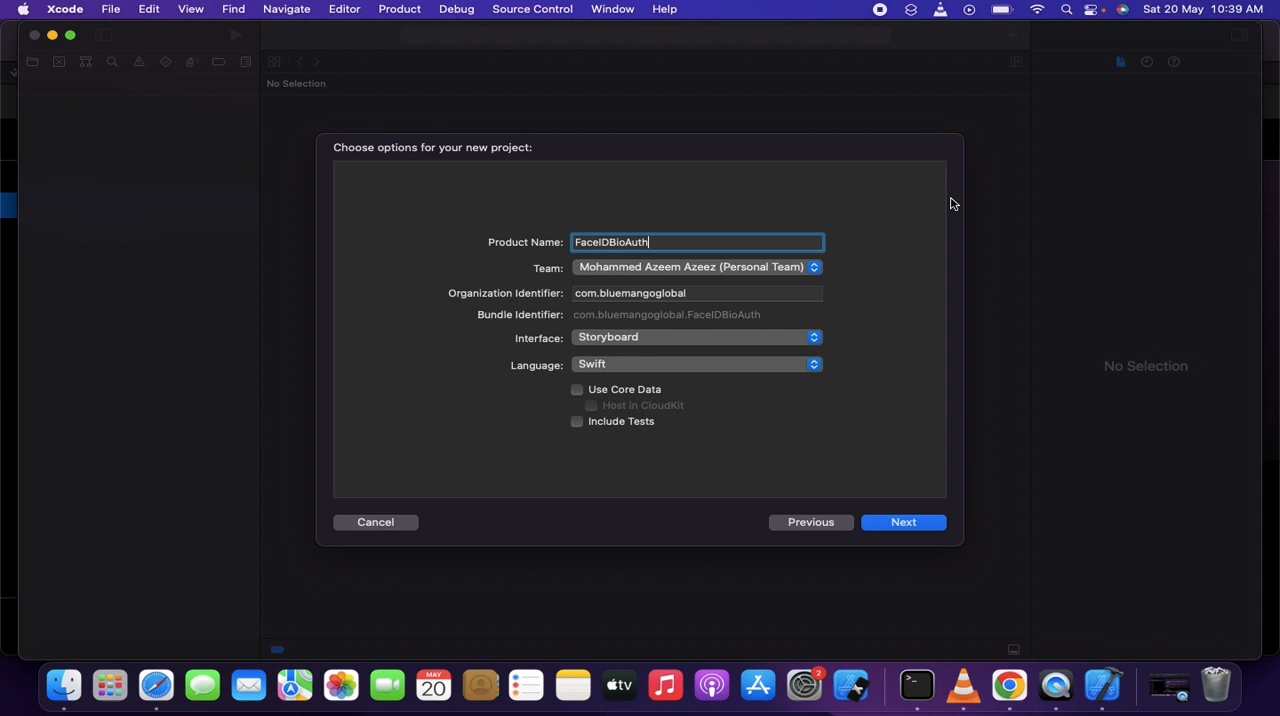 Xcode File Edit View Find Navigate Editor Product Debug Source Control Window Help Sat 20 May 10:39 AM
No Selection
Choose options for your new project:
Product Name: FaceIDBioAuth
Team: Mohammed Azeem Azeez (Personal Team)
Organization Identifier: com.bluemangoglobal
Bundle Identifier: com.bluemangoglobal.FaceIDBioAuth
Interface: Storyboard
Language: Swift
No Selection
Use Core Data
Host in CloudKit
Include Tests
Cancel Previous Next
MAY
20
tv
2